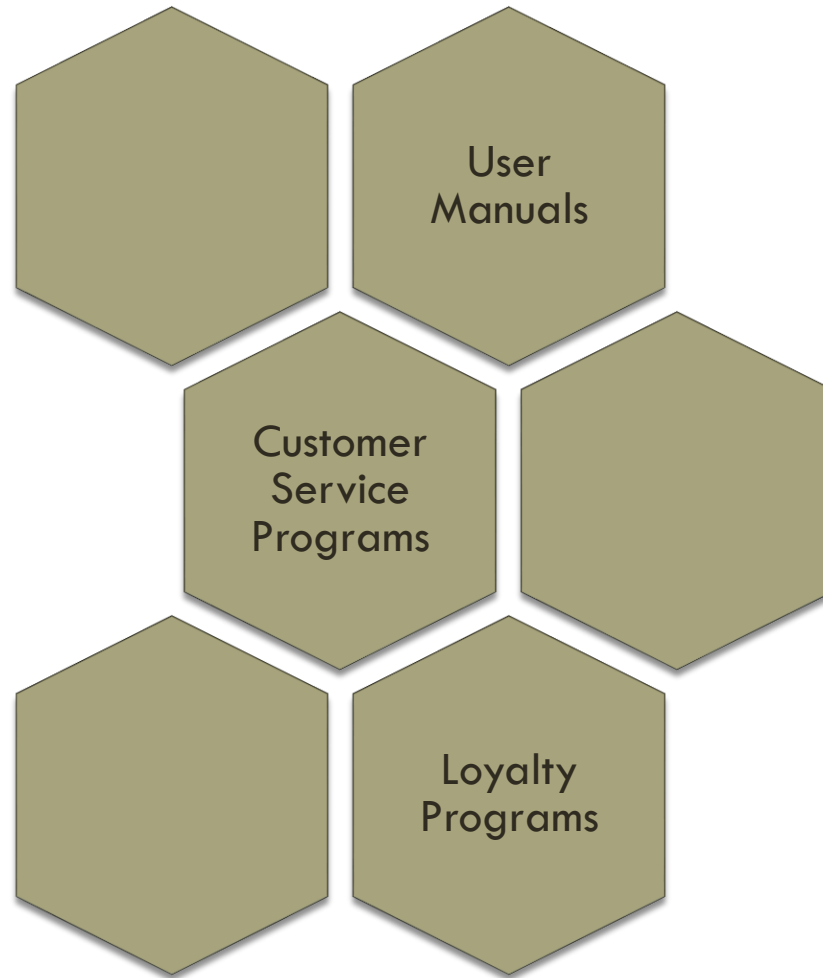 User
Manuals
Customer
Service
Programs
Loyalty
Programs